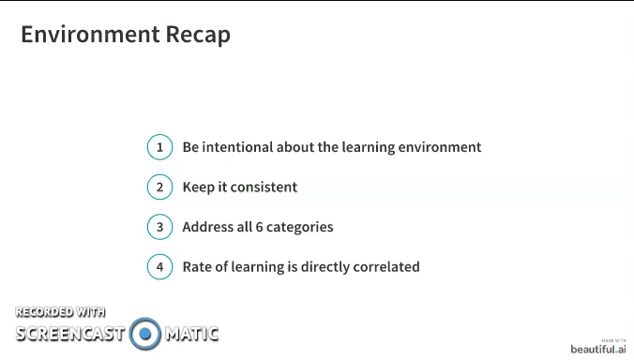 Environment Recap
1 Be intentional about the learning environment
2 Keep it consistent
3 Address all 6 categories
4 Rate of learning is directly correlated
RECORDED WITH
SCREENCAST MATIC
MADE WITH
beautiful.ai